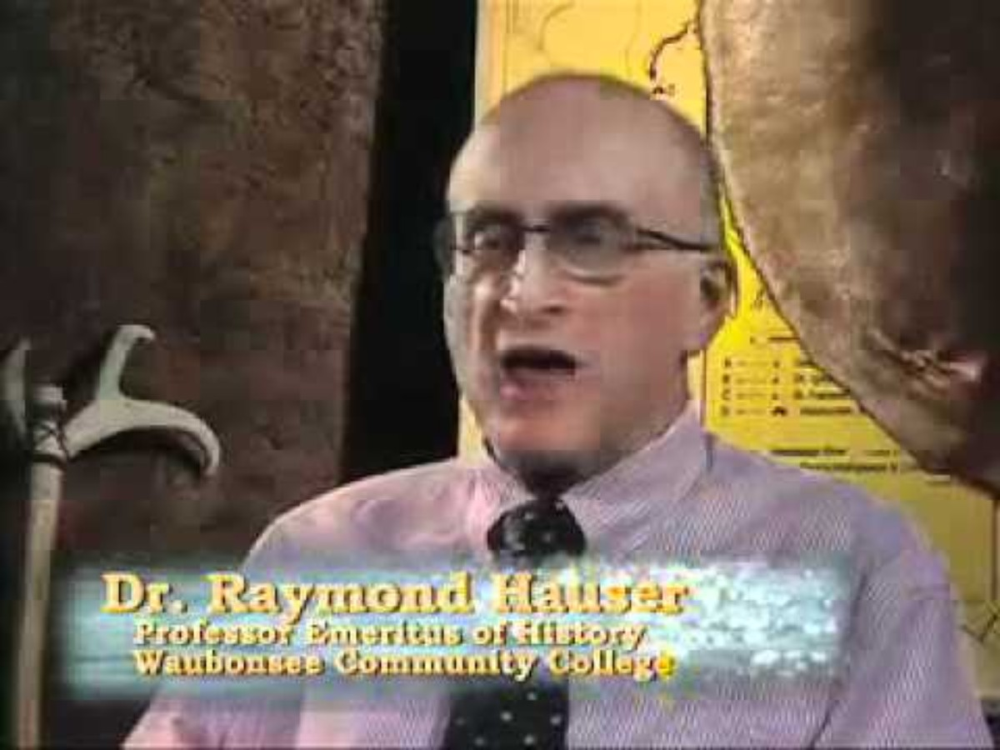 Dr. Raymond Hauser
Professor Emeritus of History
Waubonsee Community College